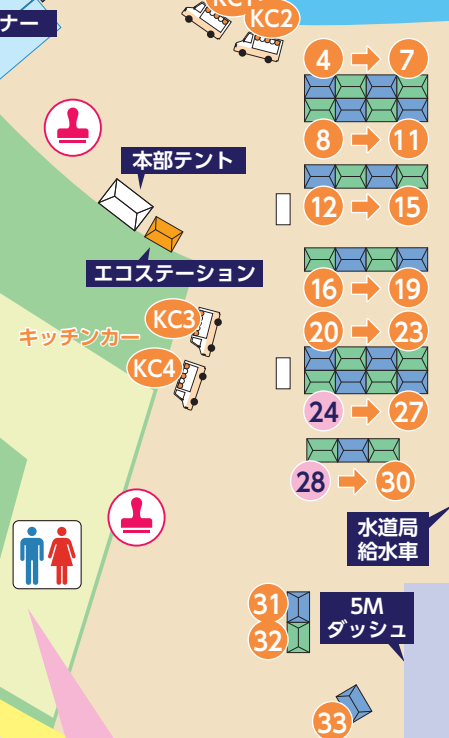 ナー
KC1
KC2
4 → 7
8 → 11
本部テント
12 → 15
エコステーション
16 → 19
KC3
キッチンカー
20 → 23
KC4
24 → 27
28 → 30
水道局
給水車
31
5M
ダッシュ
32
33